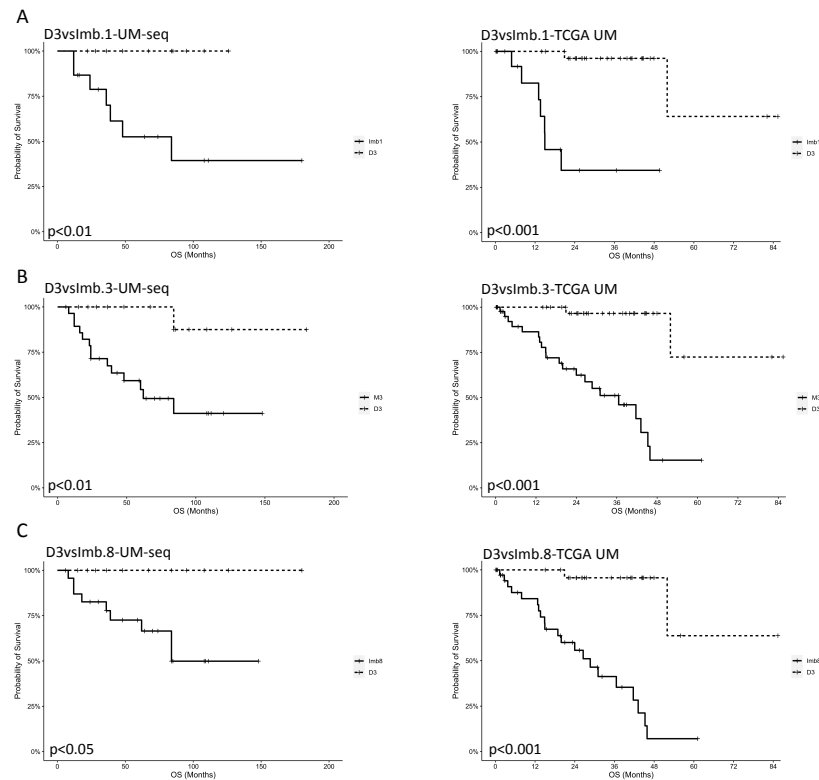 A
D3vsImb.1-UM-seq
D3vsImb.1-TCGA UM
100%
75%
50%
25%
0%
Probability of Survival
p<0.01
0
50
100
150
200
OS (Months)
Imb1
D3
100%
75%
50%
25%
0%
Probability of Survival
p<0.001
0
12
24
36
48
60
72
84
OS (Months)
Imb1
D3
B
D3vsImb.3-UM-seq
D3vsImb.3-TCGA UM
100%
75%
50%
25%
0%
Probability of Survival
p<0.01
0
50
100
150
200
OS (Months)
M3
D3
100%
75%
50%
25%
0%
Probability of Survival
p<0.001
0
12
24
36
48
60
72
84
OS (Months)
M3
D3
C
D3vsImb.8-UM-seq
D3vsImb.8-TCGA UM
100%
75%
50%
25%
0%
Probability of Survival
p<0.05
0
50
100
150
200
OS (Months)
Imb8
D3
100%
75%
50%
25%
0%
Probability of Survival
p<0.001
0
12
24
36
48
60
72
84
OS (Months)
Imb8
D3